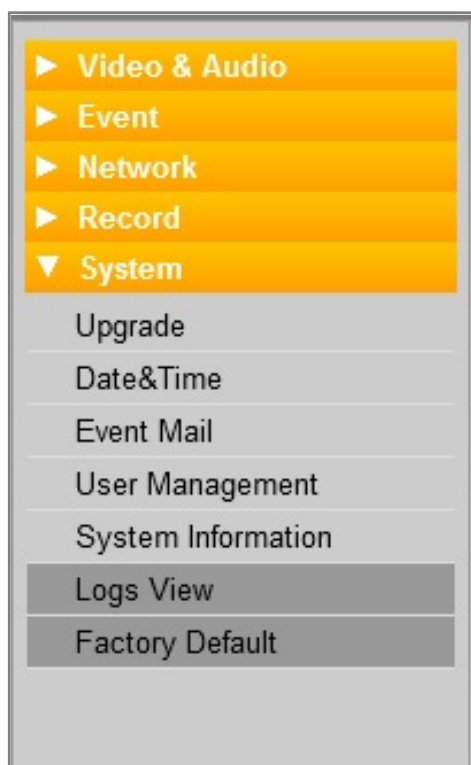 Video & Audio
Event
Network
Record
System
Upgrade
Date&Time
Event Mail
User Management
System Information
Logs View
Factory Default